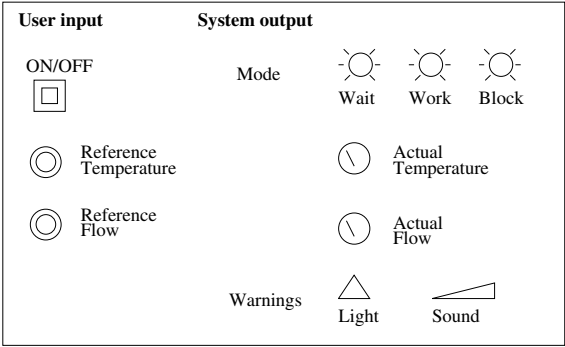 User input
System output
ON/OFF
Mode
Wait
Work
Block
Reference
Temperature
Actual
Temperature
Reference
Flow
Actual
Flow
Warnings
Light
Sound